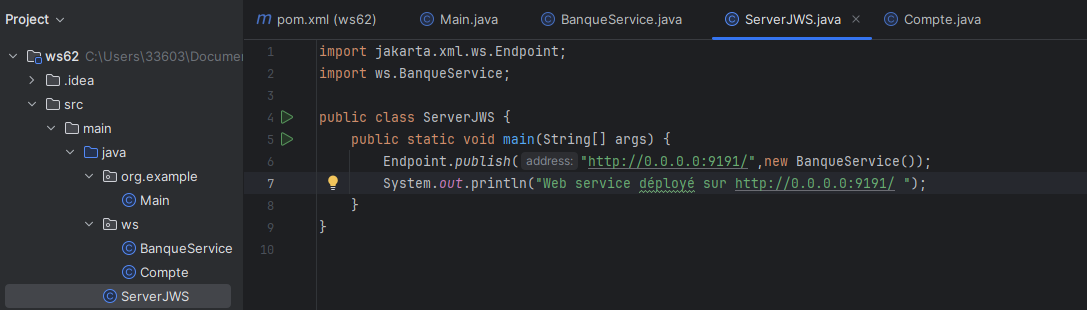 Project
pom.xml (ws62)
Main.java
BanqueService.java
ServerJWS.java
Compte.java
ws62 C:\Users\33603\Documen
.idea
src
main
java
org.example
Main
ws
BanqueService
Compte
ServerJWS
1 import jakarta.xml.ws.Endpoint;
2 import ws.BanqueService;
3
4 public class ServerJWS {
5 public static void main(String[] args) {
6 Endpoint.publish( address: "http://0.0.0.0:9191/",new BanqueService());
7 System.out.println("Web service déployé sur http://0.0.0.0:9191/ ");
8 }
9 }
10